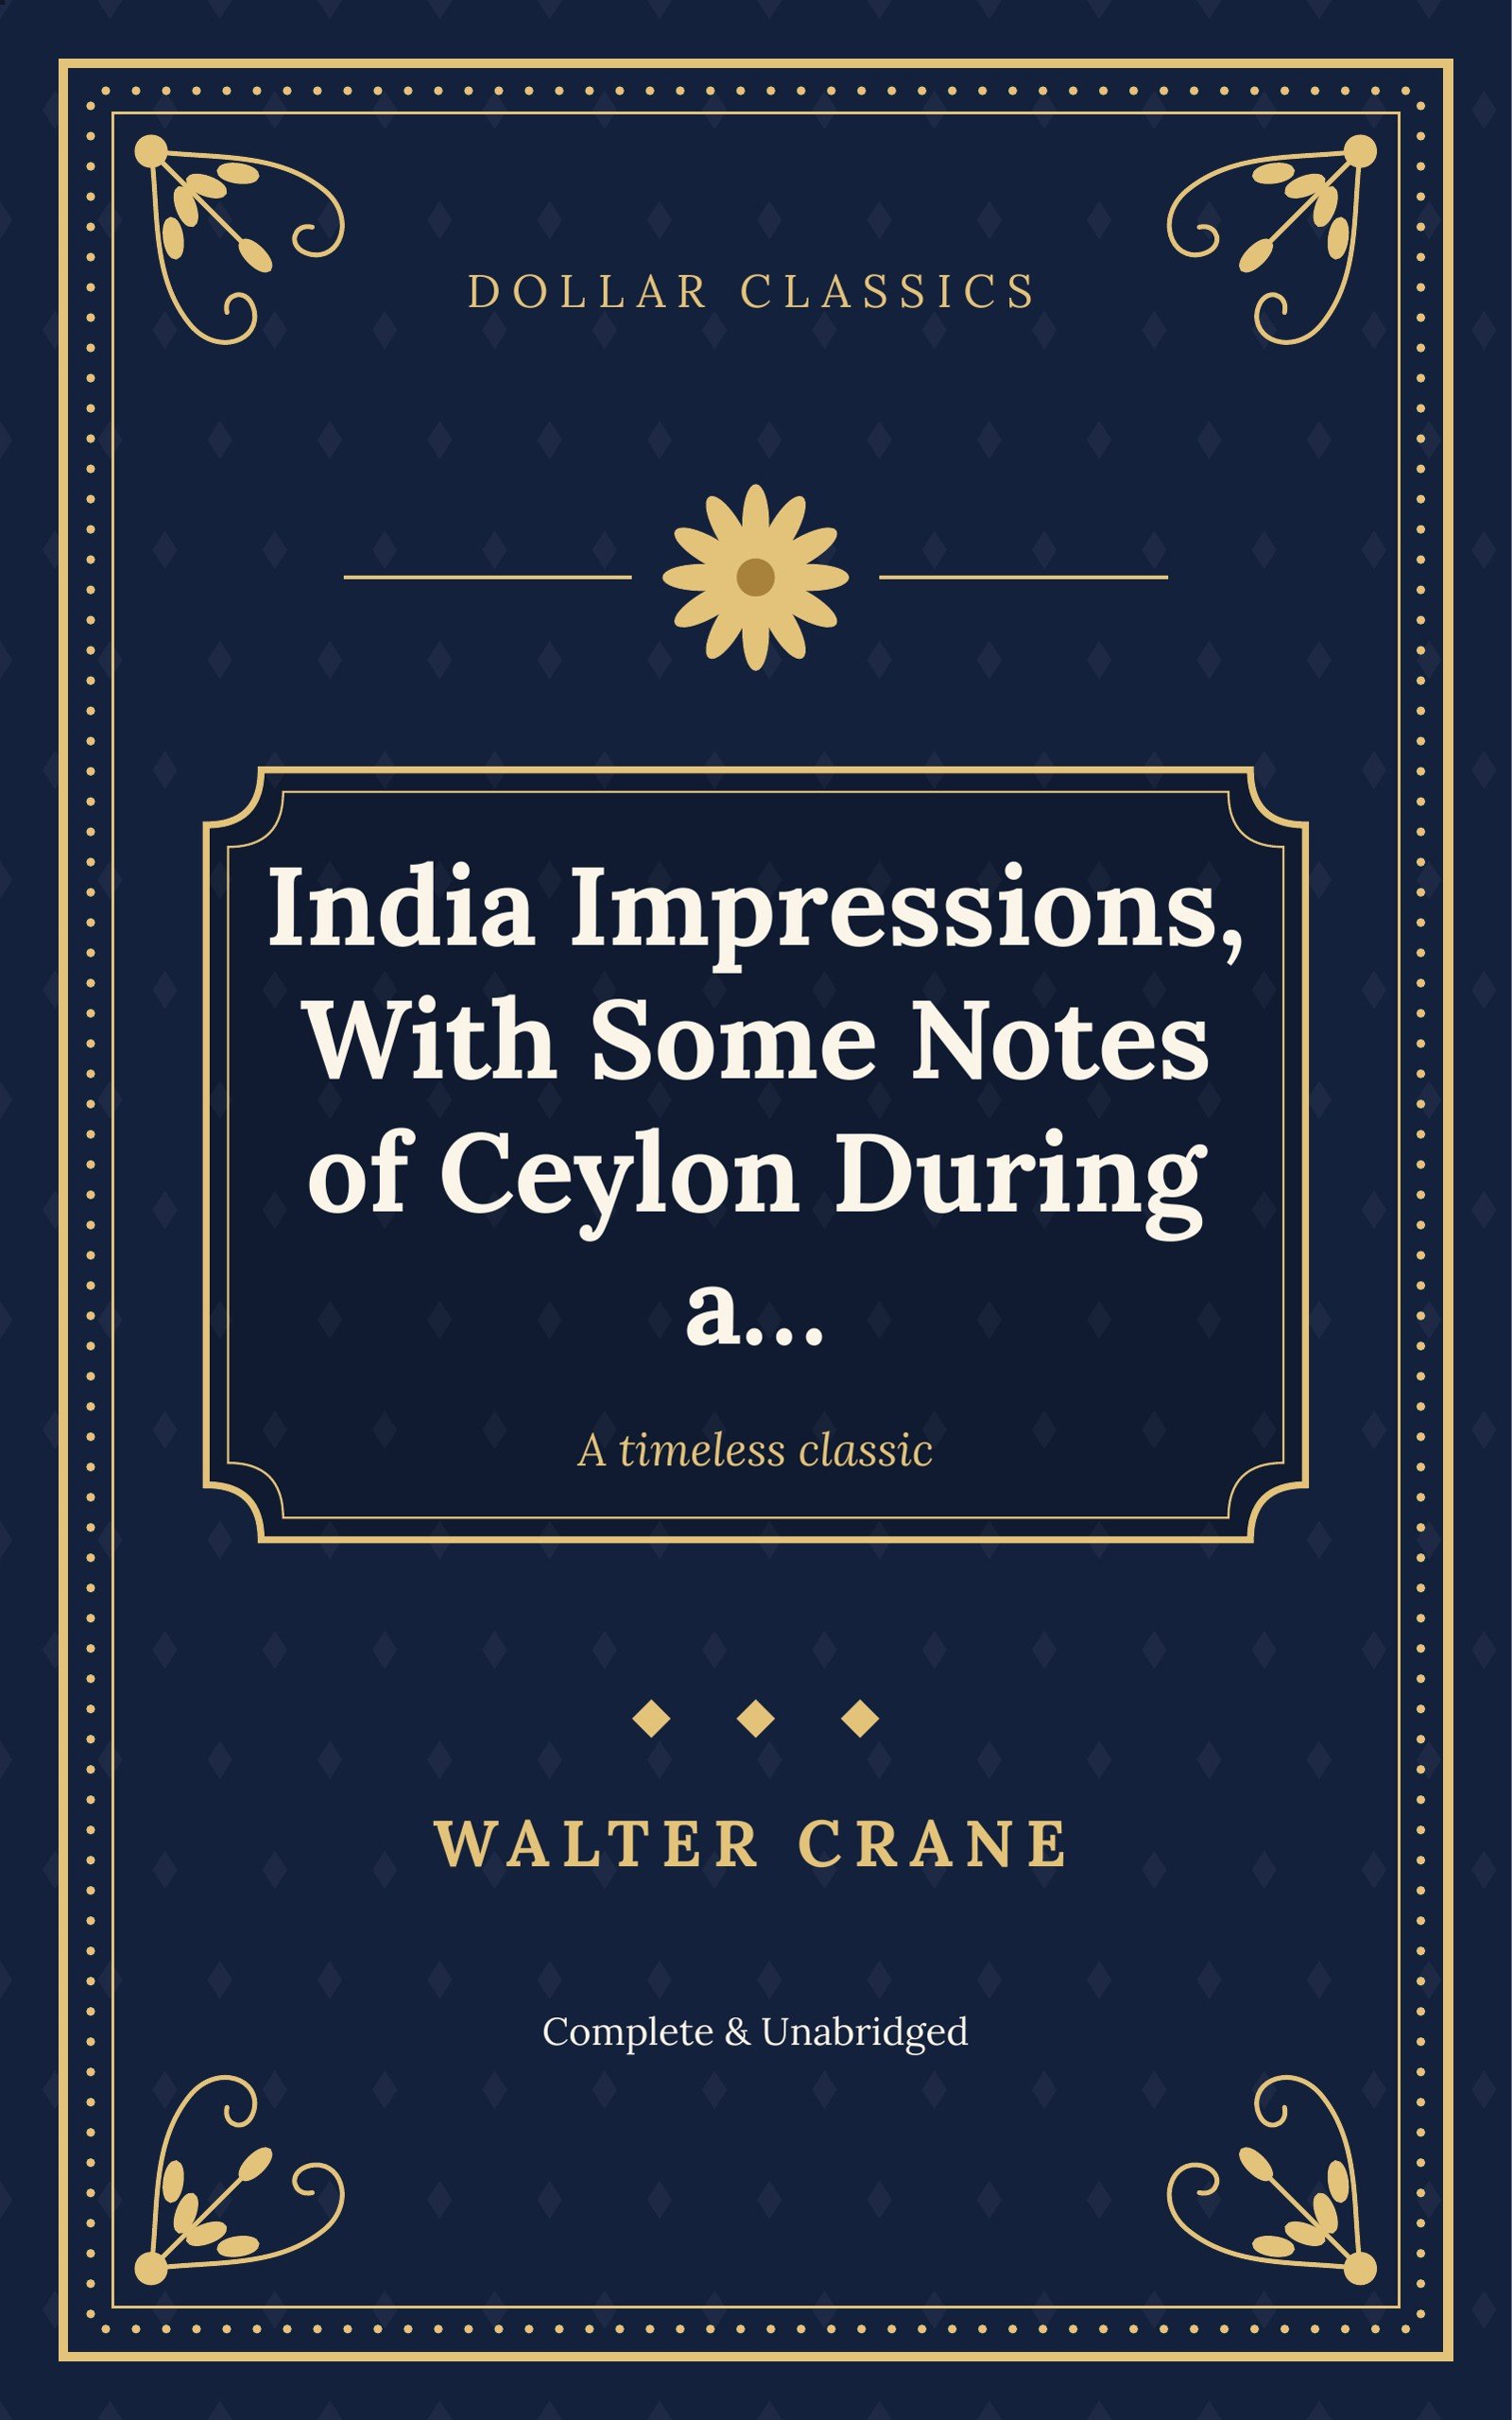 DOLLAR CLASSICS
India Impressions,
With Some Notes
of Ceylon During
a...
A timeless classic
WALTER CRANE
Complete & Unabridged